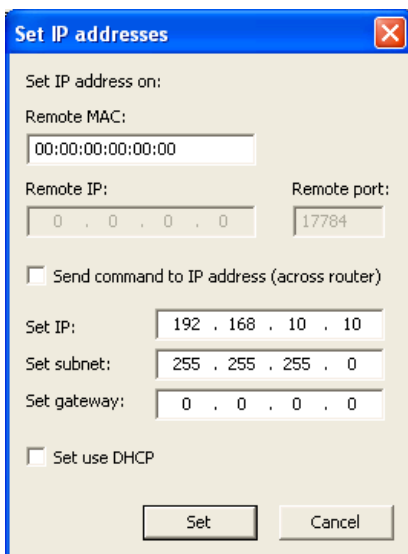 Set IP addresses
Set IP address on:
Remote MAC:
00:00:00:00:00:00
Remote IP: Remote port:
0 . 0 . 0 . 0 17784
Send command to IP address (across router)
Set IP: 192 . 168 . 10 . 10
Set subnet: 255 . 255 . 255 . 0
Set gateway: 0 . 0 . 0 . 0
Set use DHCP
Set Cancel